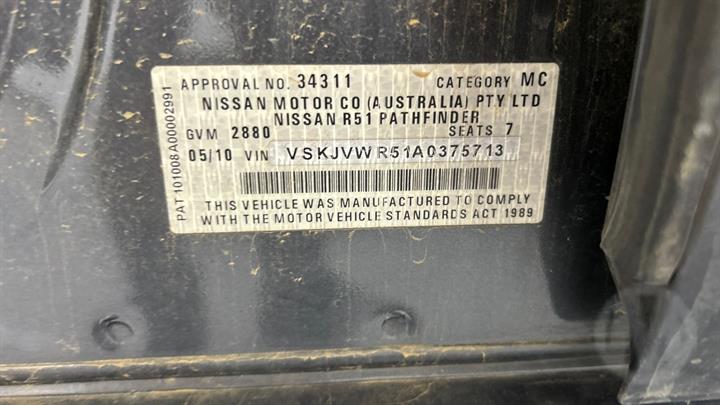 APPROVAL NO. 34311 CATEGORY MC
NISSAN MOTOR CO (AUSTRALIA) PTY LTD
NISSAN R51 PATHFINDER
GVM 2880 SEATS 7
05/10 VIN VSKJVWR51A0375713
THIS VEHICLE WAS MANUFACTURED TO COMPLY
WITH THE MOTOR VEHICLE STANDARDS ACT 1989
PAT 101008A00002991